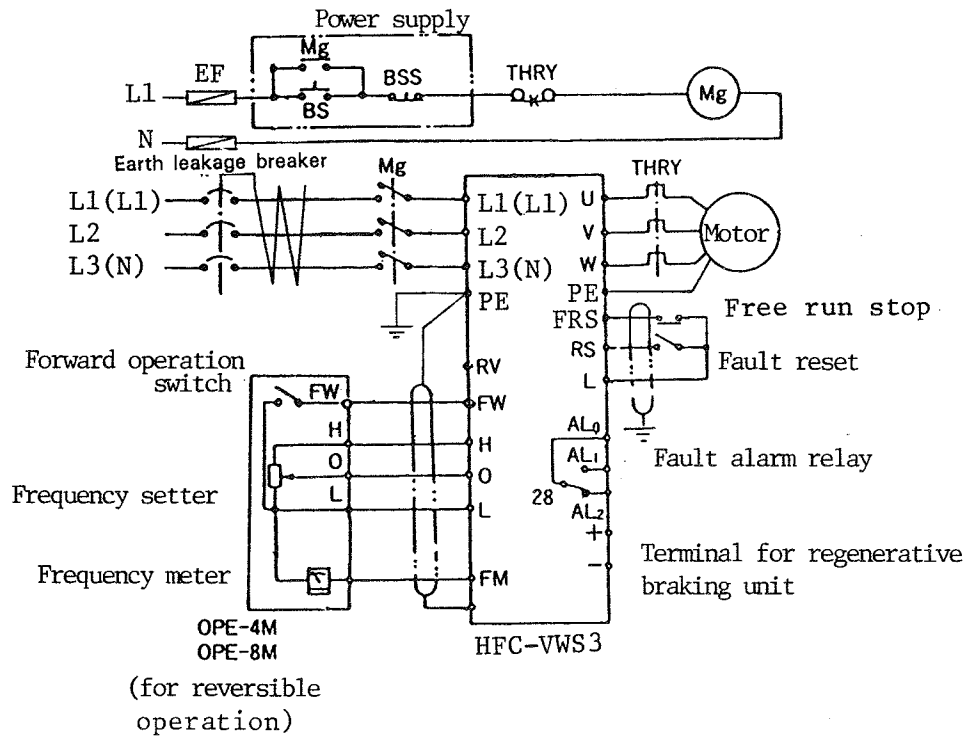 Power supply
Mg
EF
BSS
THRY
L1
BS
Mg
N
Earth leakage breaker
Mg
THRY
L1(L1)
L1(L1)
U
L2
L2
V
Motor
L3(N)
L3(N)
W
PE
PE
FRS
Free run stop
RS
Fault reset
Forward operation
switch
RV
L
FW
FW
H
H
AL0
O
O
AL1
Fault alarm relay
Frequency setter
L
L
28
AL2
+
Terminal for regenerative
braking unit
-
Frequency meter
FM
OPE-4M
OPE-8M
HFC-VWS3
(for reversible
operation)